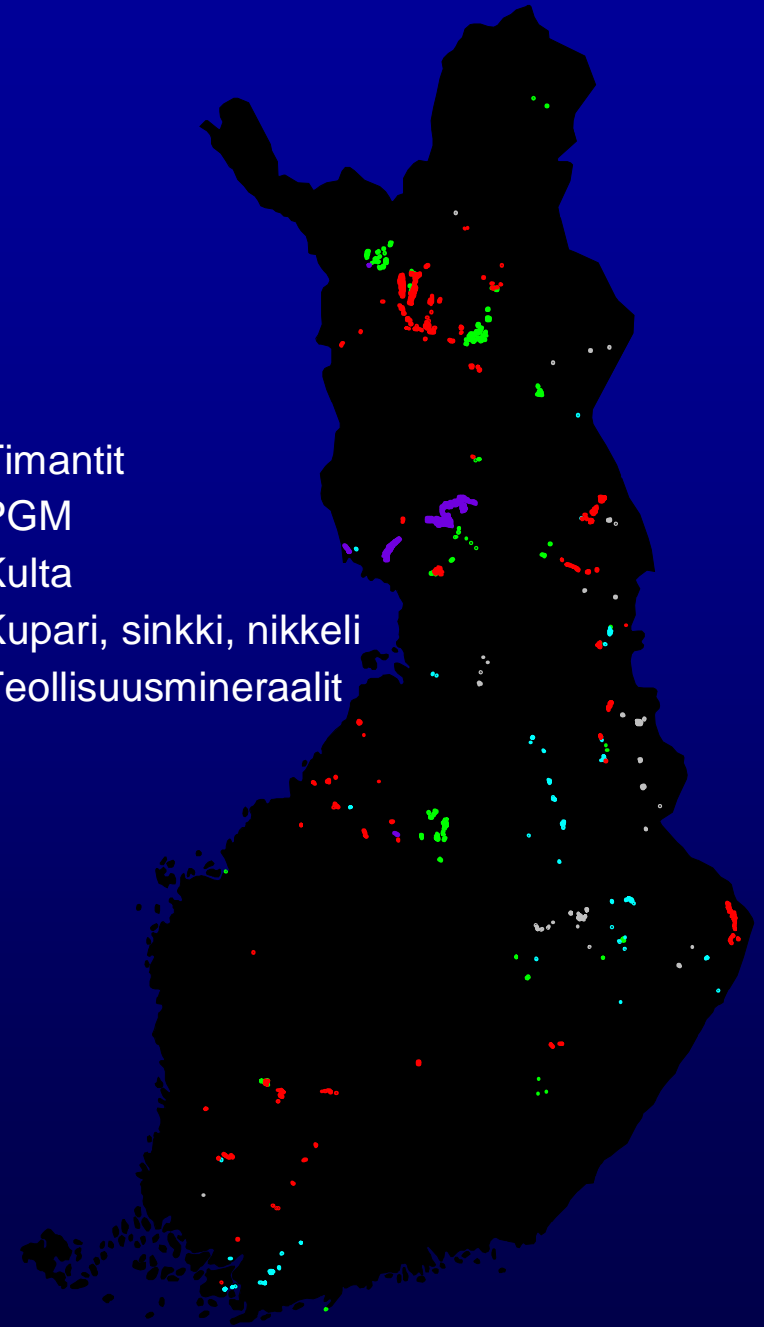 Timantit
PGM
Kulta
Kupari, sinkki, nikkeli
Teollisuusmineraalit